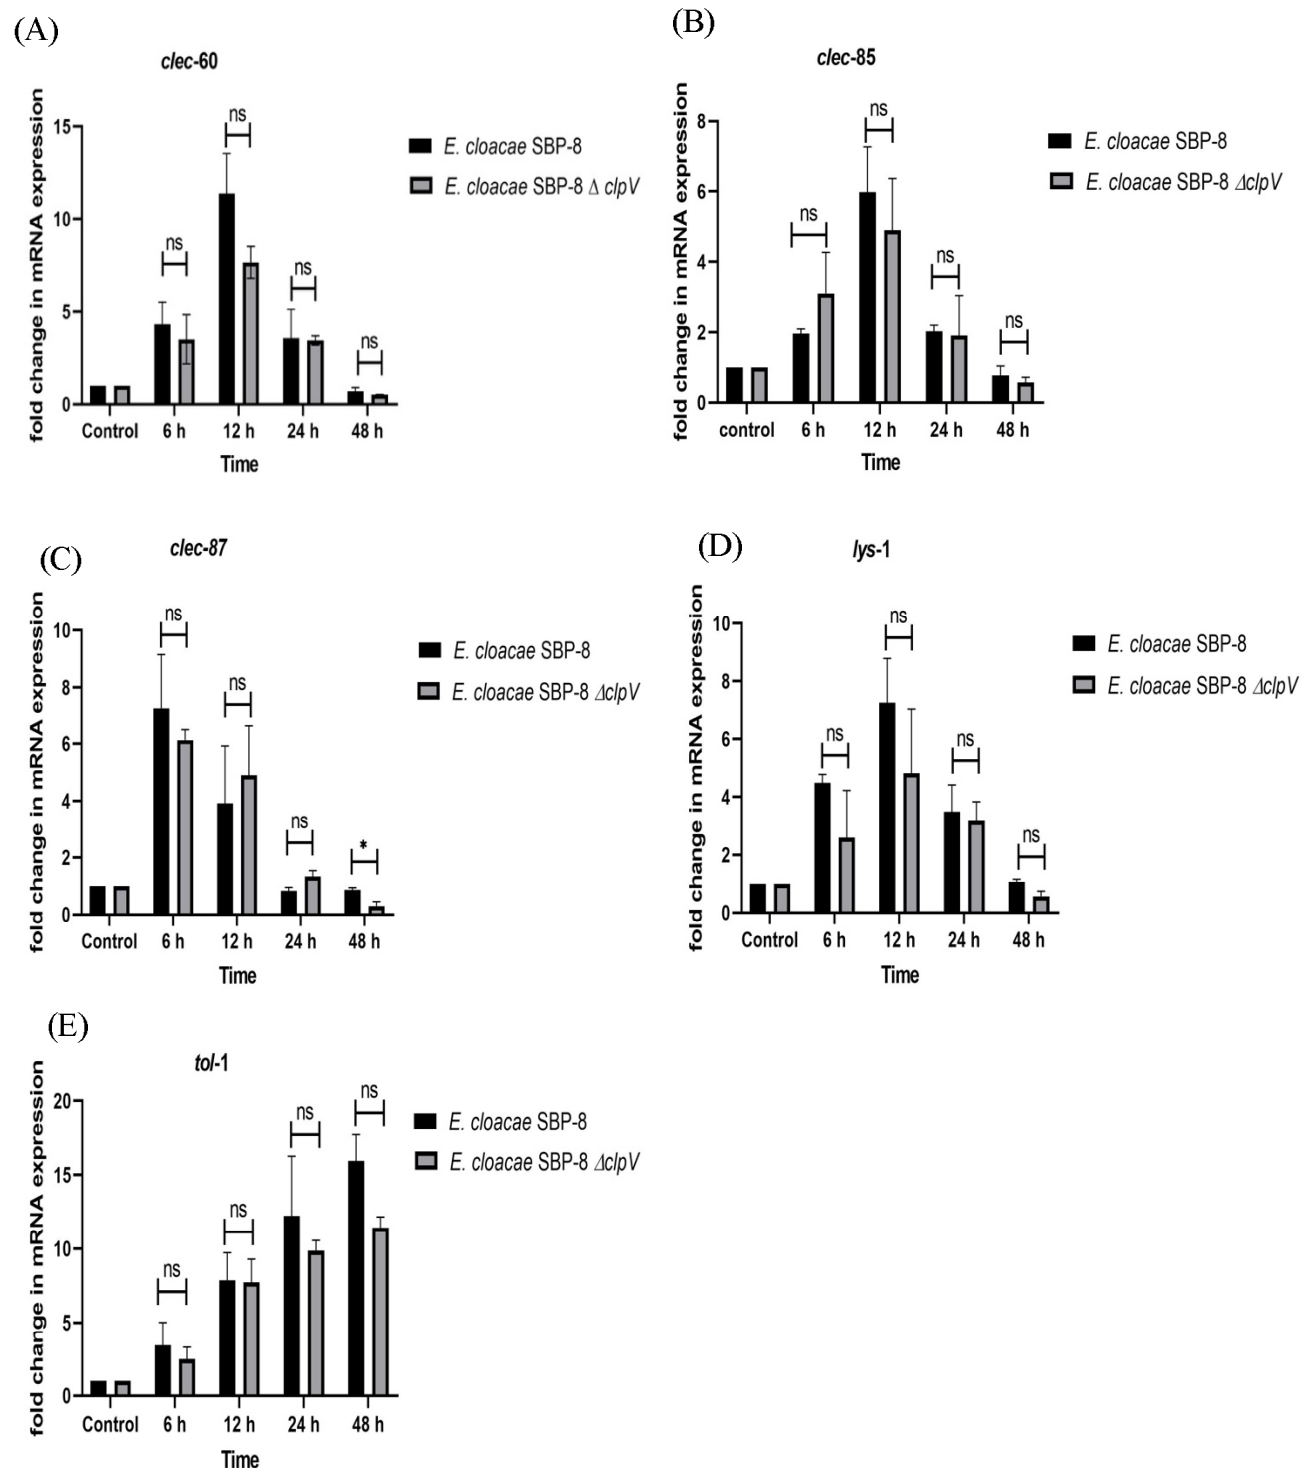 (A)
clec-60
fold change in mRNA expression
15
10
5
0
ns
ns
ns
ns
Control
6 h
12 h
24 h
48 h
Time
E. cloacae SBP-8
E. cloacae SBP-8 Δ clpV
(B)
clec-85
fold change in mRNA expression
8
6
4
2
0
ns
ns
ns
ns
control
6 h
12 h
24 h
48 h
Time
E. cloacae SBP-8
E. cloacae SBP-8 ΔclpV
(C)
clec-87
fold change in mRNA expression
10
8
6
4
2
0
ns
ns
ns
*
Control
6 h
12 h
24 h
48 h
Time
E. cloacae SBP-8
E. cloacae SBP-8 ΔclpV
(D)
lys-1
fold change in mRNA expression
10
8
6
4
2
0
ns
ns
ns
ns
Control
6 h
12 h
24 h
48 h
Time
E. cloacae SBP-8
E. cloacae SBP-8 ΔclpV
(E)
tol-1
fold change in mRNA expression
20
15
10
5
0
ns
ns
ns
ns
Control
6 h
12 h
24 h
48 h
Time
E. cloacae SBP-8
E. cloacae SBP-8 ΔclpV